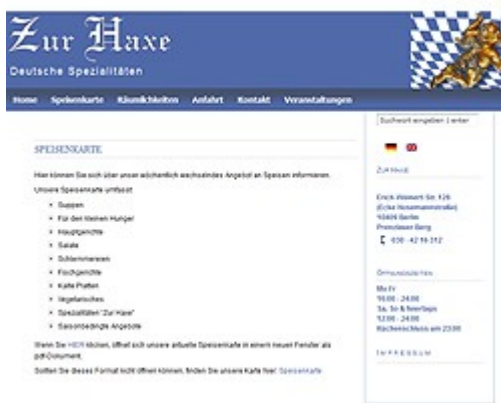 Zur Haxe
Deutsche Spezialitäten
Home Speisenkarte Räumlichkeiten Anfahrt Kontakt Veranstaltungen
Suchwort eingeben | enter
SPEISENKARTE
Hier können Sie sich über unser wöchentlich wechselndes Angebot an Speisen informieren.
Unsere Speisenkarte umfasst:
Suppen
Für den kleinen Hunger
Hauptgerichte
Salate
Schlemmereien
Fischgerichte
Kalte Platten
Vegetarisches
Spezialitäten "Zur Haxe"
Saisonbedingte Angebote
Wenn Sie HIER klicken, öffnet sich unsere aktuelle Speisenkarte in einem neuen Fenster als
pdf-Dokument.
Sollten Sie dieses Format nicht öffnen können, finden Sie unsere Karte hier: Speisenkarte
ZUR HAXE
Erich-Weinert-Str. 128
(Ecke Hosemannstraße)
10409 Berlin
Prenzlauer Berg
030 - 42 16 312
ÖFFNUNGSZEITEN
Mo-Fr
16:00 - 24:00
Sa, So & feiertags
12:00 - 24:00
Küchenschluss um 23:00
IMPRESSUM